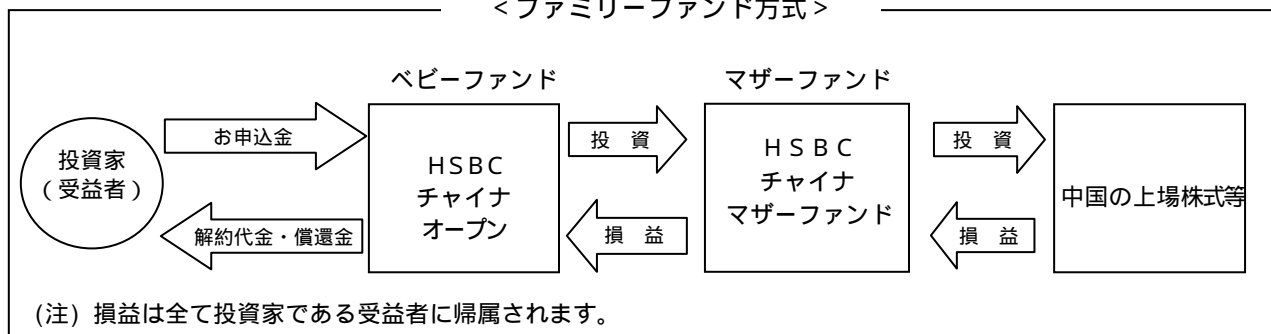 <ファミリーファンド方式>
ベビーファンド
マザーファンド
投資家
(受益者)
お申込金
解約代金・償還金
HSBC
チャイナ
オープン
投 資
損 益
HSBC
チャイナ
マザーファンド
投 資
損 益
中国の上場株式等
(注) 損益は全て投資家である受益者に帰属されます。